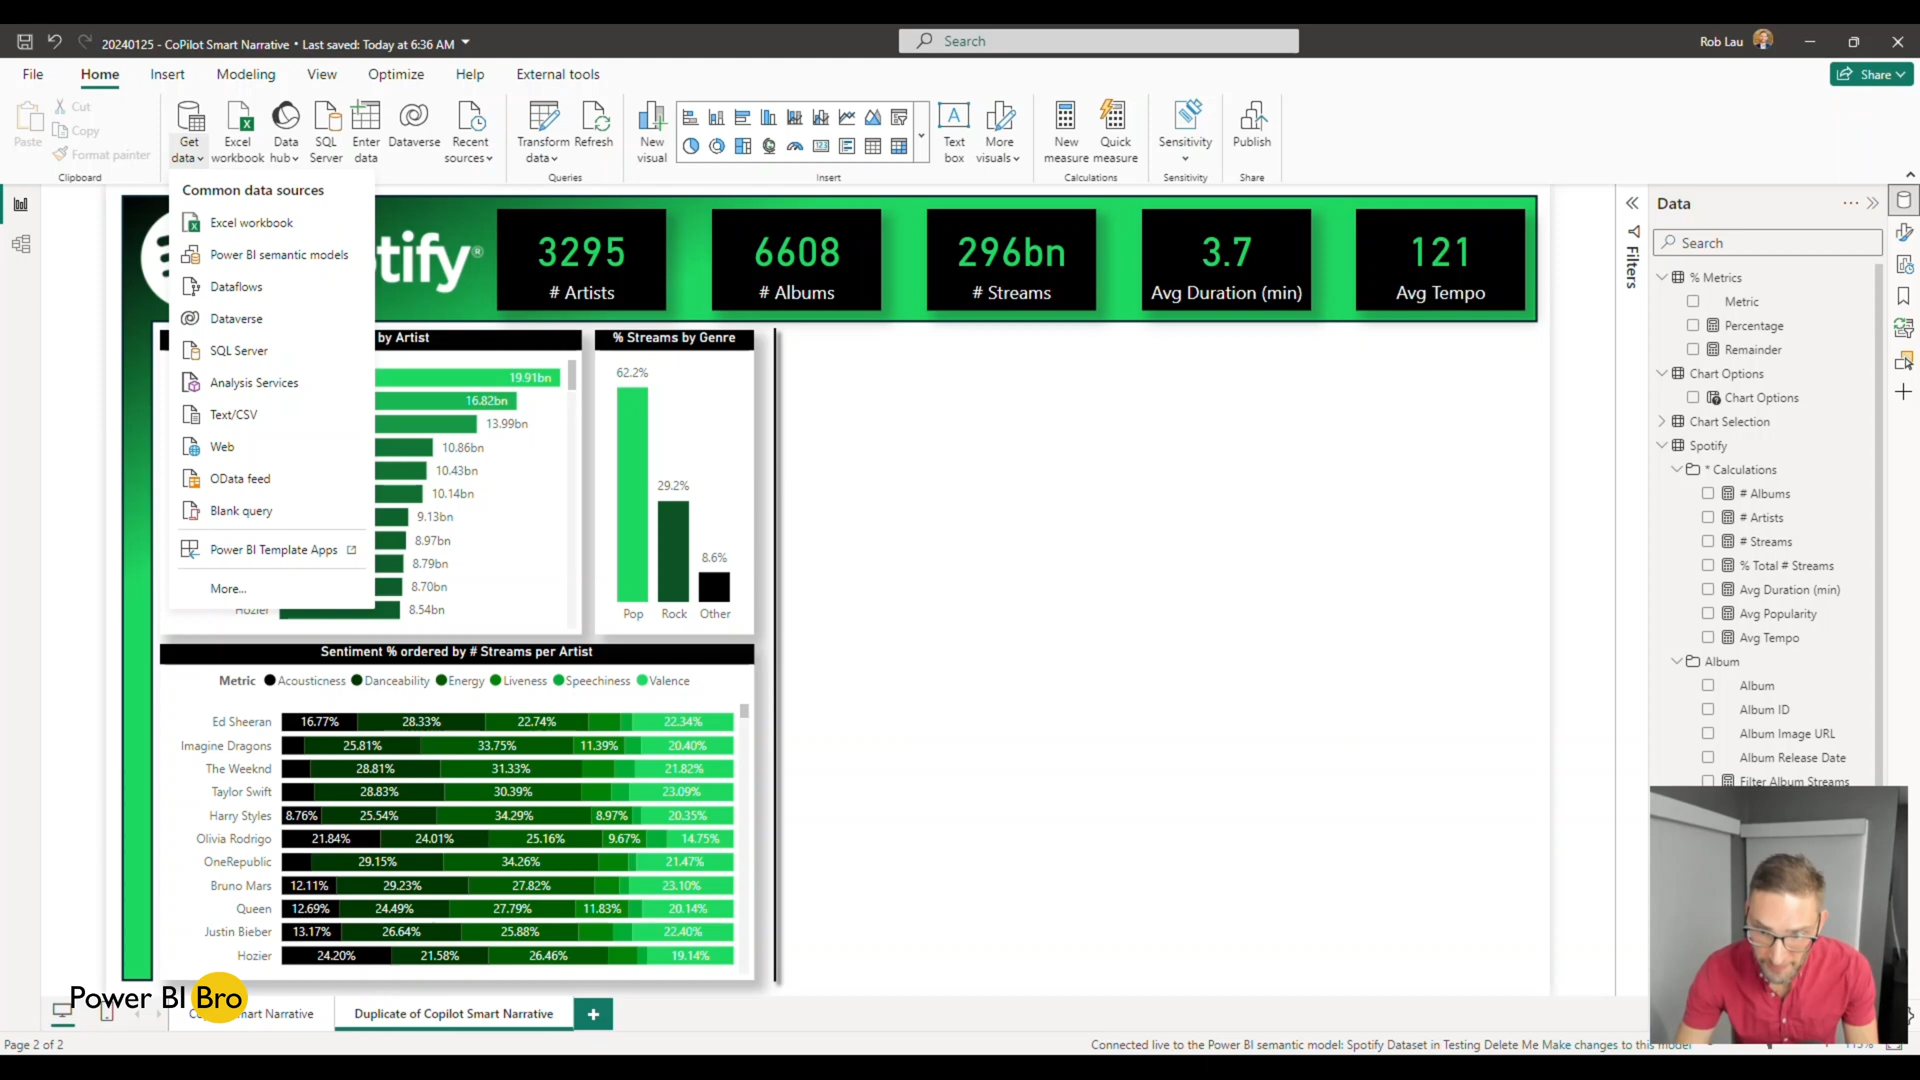 20240125 - CoPilot Smart Narrative • Last saved: Today at 6:36 AM
Search
Rob Lau
File
Home
Insert
Modeling
View
Optimize
Help
External tools
Share
Paste
Cut
Copy
Format painter
Clipboard
Get data
Excel workbook
Data hub
SQL Server
Enter data
Dataverse
Recent sources
Transform data
Refresh
Queries
New visual
Text box
More visuals
Insert
New measure
Quick measure
Calculations
Sensitivity
Sensitivity
Publish
Share
Common data sources
Excel workbook
Power BI semantic models
Dataflows
Dataverse
SQL Server
Analysis Services
Text/CSV
Web
OData feed
Blank query
Power BI Template Apps
More...
tify®
3295
# Artists
6608
# Albums
296bn
# Streams
3.7
Avg Duration (min)
121
Avg Tempo
by Artist
19.91bn
16.82bn
13.99bn
10.86bn
10.43bn
10.14bn
9.13bn
8.97bn
8.79bn
8.70bn
Hozier 8.54bn
% Streams by Genre
62.2%
29.2%
8.6%
Pop Rock Other
Sentiment % ordered by # Streams per Artist
Metric Acousticness Danceability Energy Liveness Speechiness Valence
Ed Sheeran 16.77% 28.33% 22.74% 22.34%
Imagine Dragons 25.81% 33.75% 11.39% 20.40%
The Weeknd 28.81% 31.33% 21.82%
Taylor Swift 28.83% 30.39% 23.09%
Harry Styles 8.76% 25.54% 34.29% 8.97% 20.35%
Olivia Rodrigo 21.84% 24.01% 25.16% 9.67% 14.75%
OneRepublic 29.15% 34.26% 21.47%
Bruno Mars 12.11% 29.23% 27.82% 23.10%
Queen 12.69% 24.49% 27.79% 11.83% 20.14%
Justin Bieber 13.17% 26.64% 25.88% 22.40%
Hozier 24.20% 21.58% 26.46% 19.14%
Filters
Data
Search
% Metrics
Metric
Percentage
Remainder
Chart Options
Chart Options
Chart Selection
Spotify
* Calculations
# Albums
# Artists
# Streams
% Total # Streams
Avg Duration (min)
Avg Popularity
Avg Tempo
Album
Album
Album ID
Album Image URL
Album Release Date
Filter Album Streams
Power BI Bro
Smart Narrative
Duplicate of Copilot Smart Narrative
Page 2 of 2
Connected live to the Power BI semantic model: Spotify Dataset in Testing Delete Me Make changes to this model